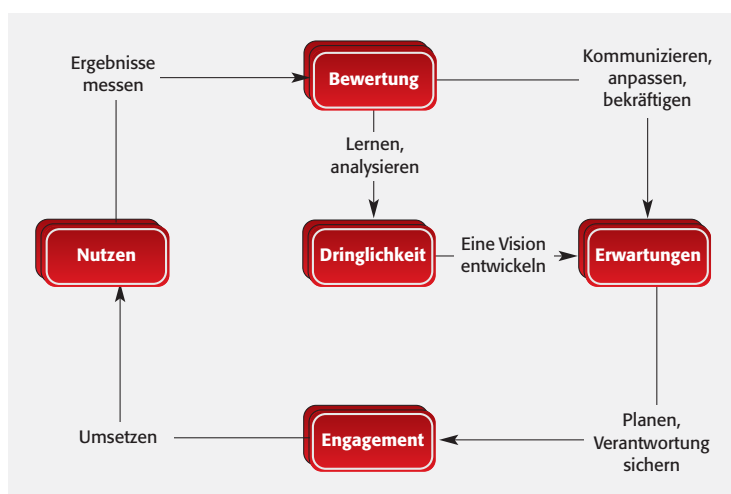 Ergebnisse
messen
Bewertung
Kommunizieren,
anpassen,
bekräftigen
Lernen,
analysieren
Nutzen
Dringlichkeit
Eine Vision
entwickeln
Erwartungen
Umsetzen
Engagement
Planen,
Verantwortung
sichern